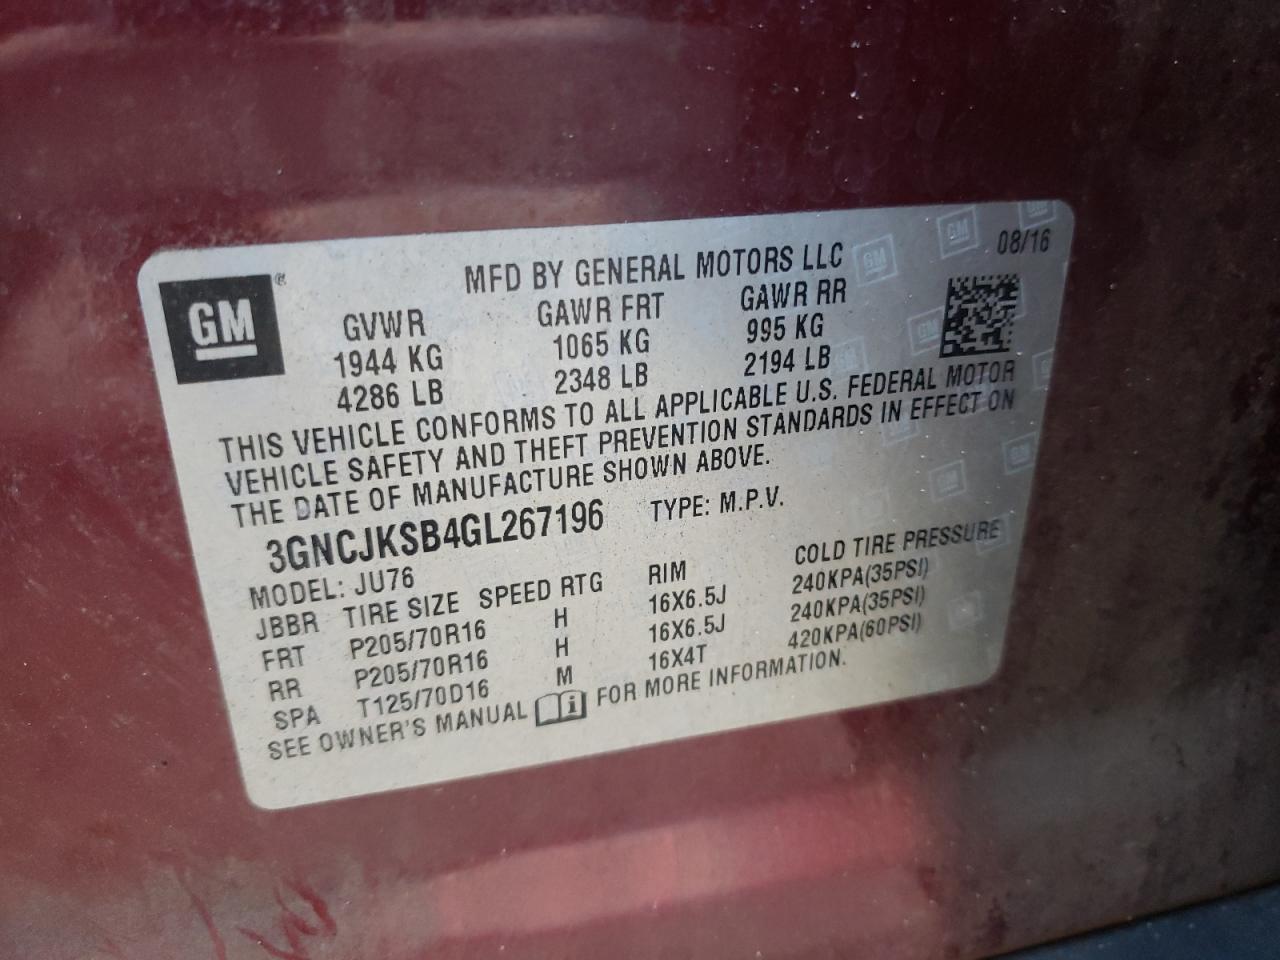 GM ®
MFD BY GENERAL MOTORS LLC
08/16
GVWR GAWR FRT GAWR RR
1944 KG 1065 KG 995 KG
4286 LB 2348 LB 2194 LB
THIS VEHICLE CONFORMS TO ALL APPLICABLE U.S. FEDERAL MOTOR
VEHICLE SAFETY AND THEFT PREVENTION STANDARDS IN EFFECT ON
THE DATE OF MANUFACTURE SHOWN ABOVE.
3GNCJKSB4GL267196 TYPE: M.P.V.
MODEL: JU76
JBBR TIRE SIZE SPEED RTG RIM COLD TIRE PRESSURE
FRT P205/70R16 H 16X6.5J 240KPA(35PSI)
RR P205/70R16 H 16X6.5J 240KPA(35PSI)
SPA T125/70D16 M 16X4T 420KPA(60PSI)
SEE OWNER'S MANUAL FOR MORE INFORMATION.